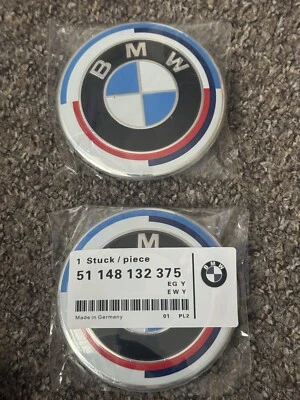 BMW
M
1 Stuck / piece
51 148 132 375
EG Y
EW Y
Made in Germany
01 PL2
BMW